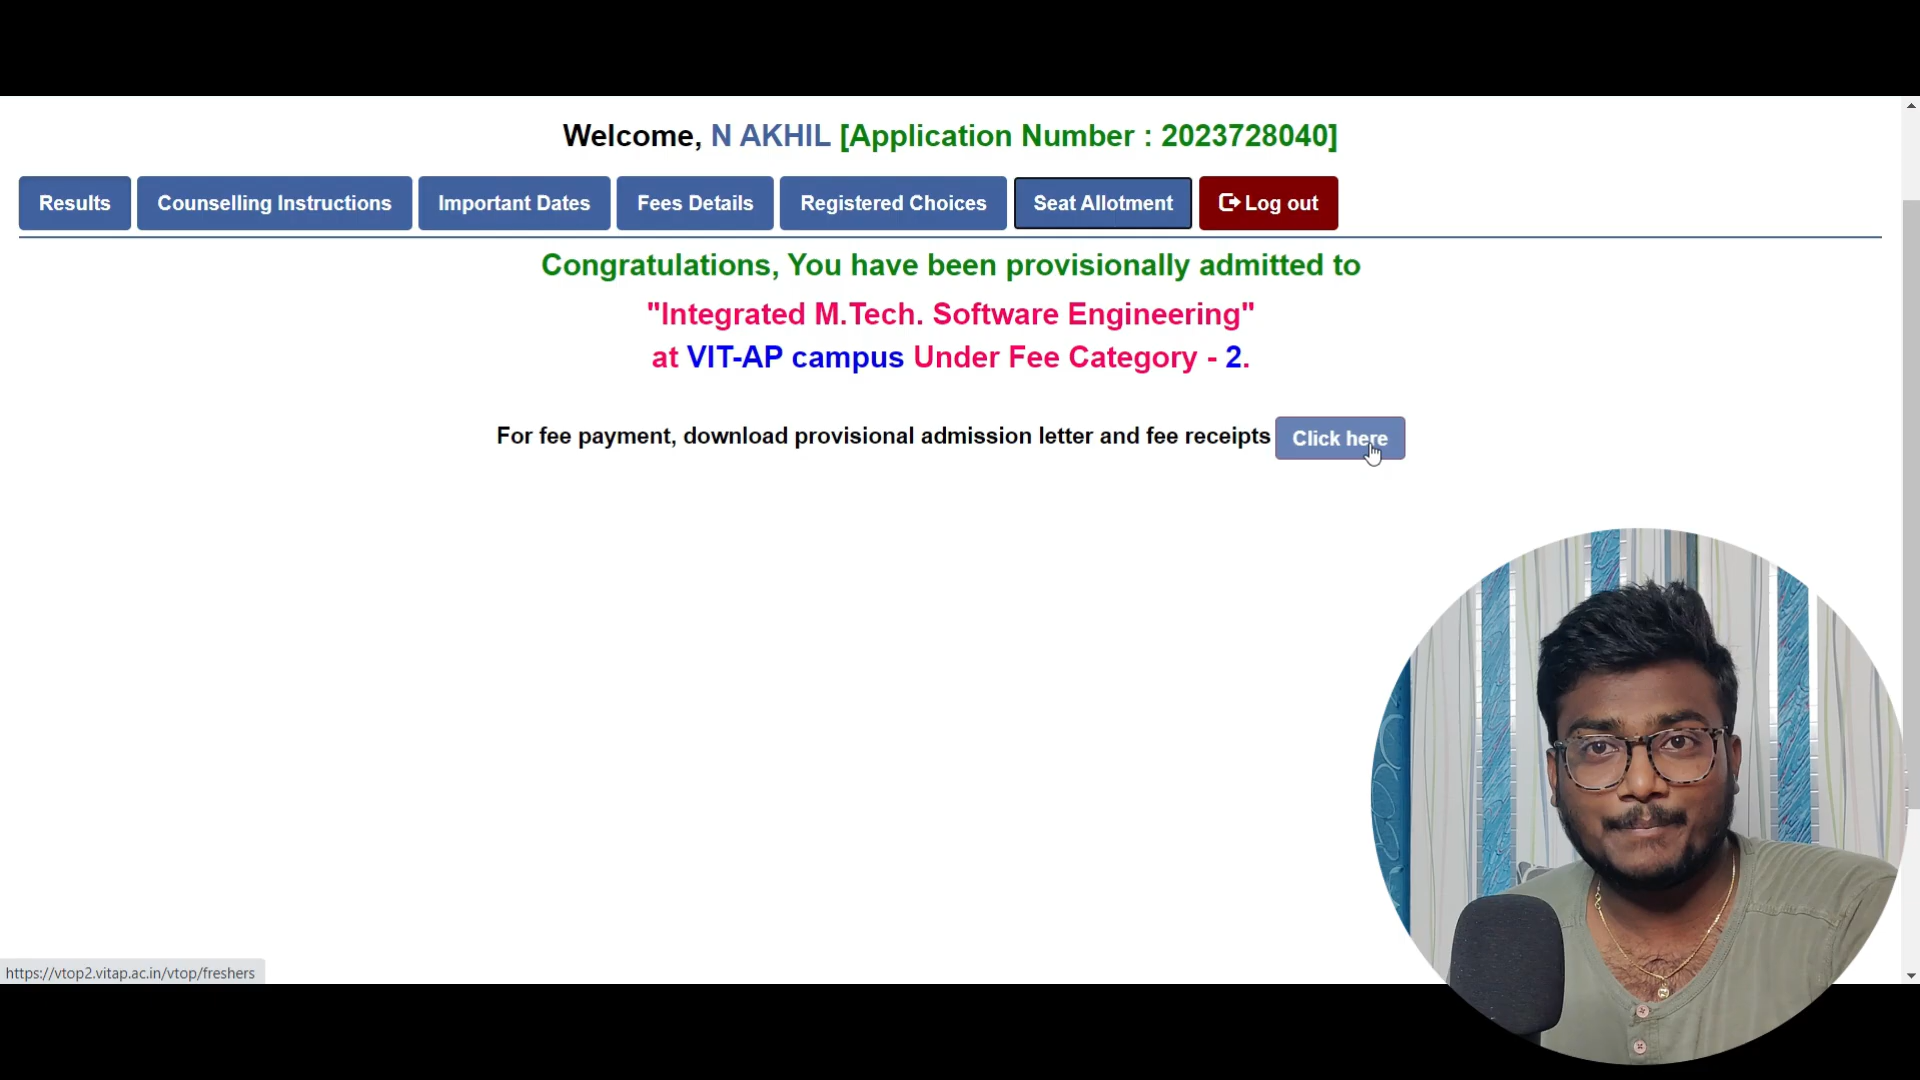 Welcome, N AKHIL [Application Number : 2023728040]
Results Counselling Instructions Important Dates Fees Details Registered Choices Seat Allotment Log out
Congratulations, You have been provisionally admitted to
"Integrated M.Tech. Software Engineering"
at VIT-AP campus Under Fee Category - 2.
For fee payment, download provisional admission letter and fee receipts Click here
https://vtop2.vitap.ac.in/vtop/freshers